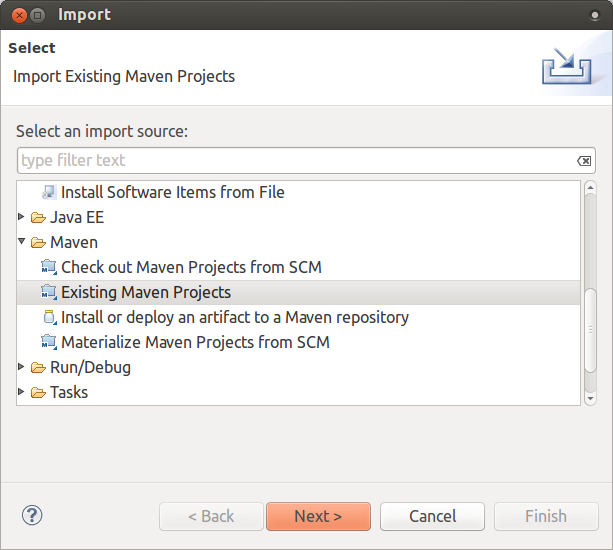 Import
Select
Import Existing Maven Projects
Select an import source:
type filter text
Install Software Items from File
Java EE
Maven
Check out Maven Projects from SCM
Existing Maven Projects
Install or deploy an artifact to a Maven repository
Materialize Maven Projects from SCM
Run/Debug
Tasks
? < Back Next > Cancel Finish